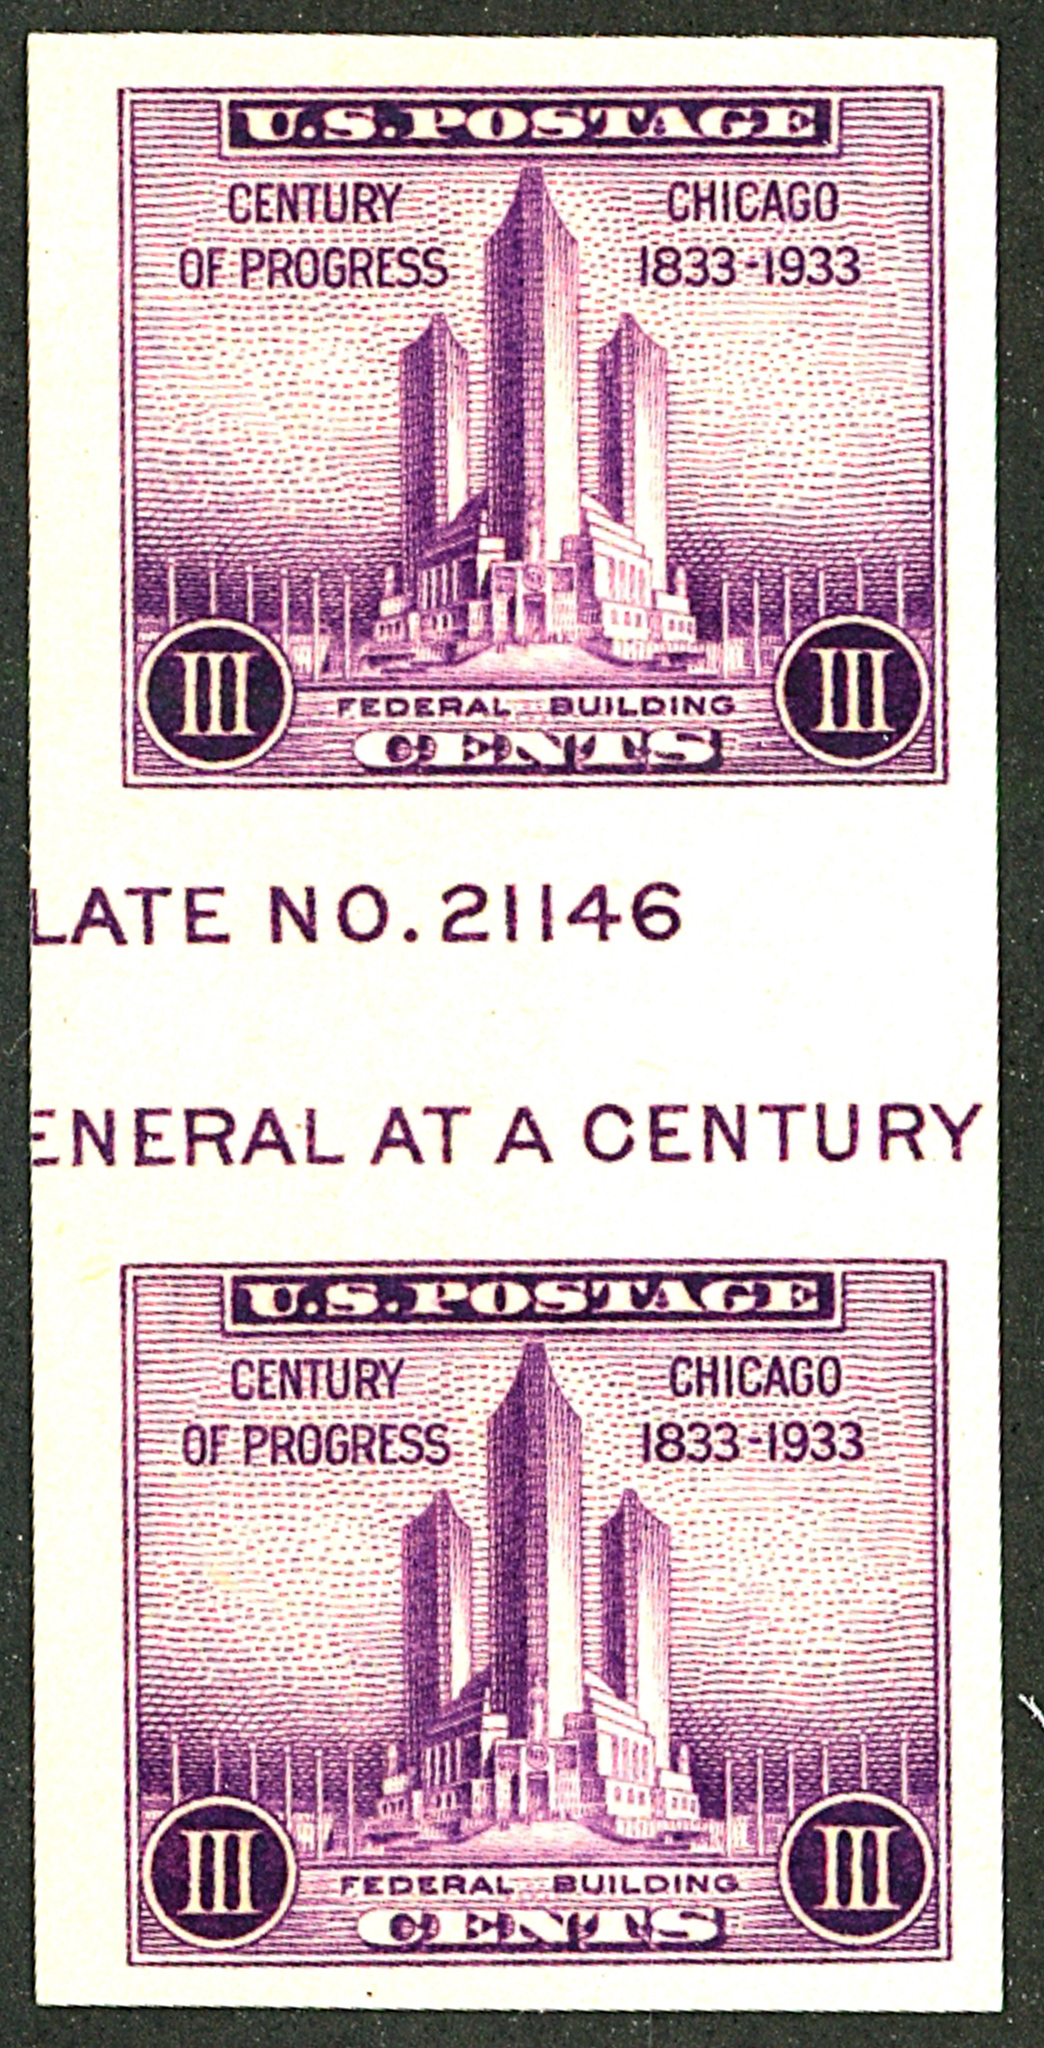 U.S. POSTAGE
CENTURY OF PROGRESS
CHICAGO 1833-1933
III
III
FEDERAL BUILDING
CENTS
LATE NO. 21146
ENERAL AT A CENTURY
U.S. POSTAGE
CENTURY OF PROGRESS
CHICAGO 1833-1933
III
III
FEDERAL BUILDING
CENTS